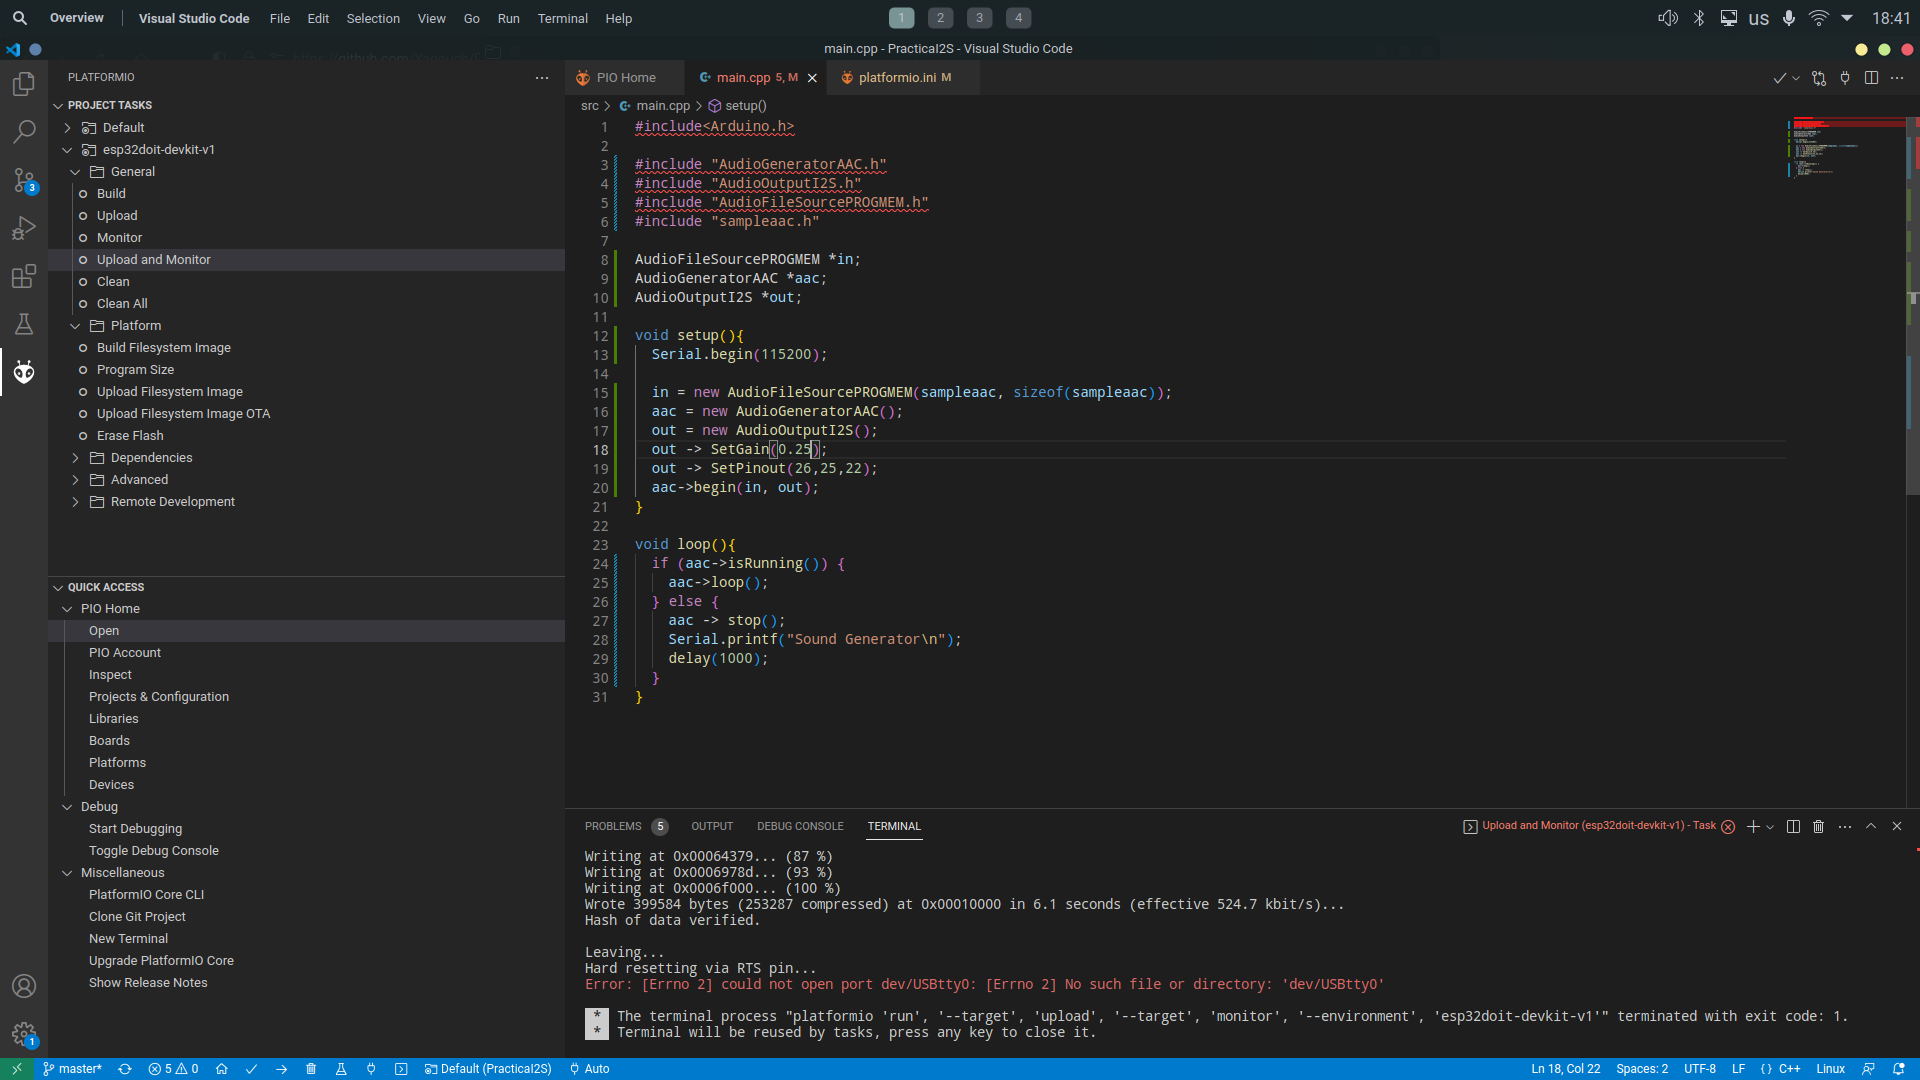 Overview
Visual Studio Code
File Edit Selection View Go Run Terminal Help
1 2 3 4
us
18:41
main.cpp - PracticaI2S - Visual Studio Code
PLATFORMIO
PROJECT TASKS
Default
esp32doit-devkit-v1
General
Build
Upload
Monitor
Upload and Monitor
Clean
Clean All
Platform
Build Filesystem Image
Program Size
Upload Filesystem Image
Upload Filesystem Image OTA
Erase Flash
Dependencies
Advanced
Remote Development
QUICK ACCESS
PIO Home
Open
PIO Account
Inspect
Projects & Configuration
Libraries
Boards
Platforms
Devices
Debug
Start Debugging
Toggle Debug Console
Miscellaneous
PlatformIO Core CLI
Clone Git Project
New Terminal
Upgrade PlatformIO Core
Show Release Notes
3
1
PIO Home
main.cpp 5, M
platformio.ini M
src > main.cpp > setup()
1 #include<Arduino.h>
2
3 #include "AudioGeneratorAAC.h"
4 #include "AudioOutputI2S.h"
5 #include "AudioFileSourcePROGMEM.h"
6 #include "sampleaac.h"
7
8 AudioFileSourcePROGMEM *in;
9 AudioGeneratorAAC *aac;
10 AudioOutputI2S *out;
11
12 void setup(){
13 Serial.begin(115200);
14
15 in = new AudioFileSourcePROGMEM(sampleaac, sizeof(sampleaac));
16 aac = new AudioGeneratorAAC();
17 out = new AudioOutputI2S();
18 out -> SetGain(0.25);
19 out -> SetPinout(26,25,22);
20 aac->begin(in, out);
21 }
22
23 void loop(){
24 if (aac->isRunning()) {
25 aac->loop();
26 } else {
27 aac -> stop();
28 Serial.printf("Sound Generator\n");
29 delay(1000);
30 }
31 }
PROBLEMS 5 OUTPUT DEBUG CONSOLE TERMINAL
Upload and Monitor (esp32doit-devkit-v1) - Task
Writing at 0x00064379... (87 %)
Writing at 0x0006978d... (93 %)
Writing at 0x0006f000... (100 %)
Wrote 399584 bytes (253287 compressed) at 0x00010000 in 6.1 seconds (effective 524.7 kbit/s)...
Hash of data verified.
Leaving...
Hard resetting via RTS pin...
Error: [Errno 2] could not open port dev/USBtty0: [Errno 2] No such file or directory: 'dev/USBtty0'
* The terminal process "platformio 'run', '--target', 'upload', '--target', 'monitor', '--environment', 'esp32doit-devkit-v1'" terminated with exit code: 1.
* Terminal will be reused by tasks, press any key to close it.
master* 5 0 Default (PracticaI2S) Auto
Ln 18, Col 22 Spaces: 2 UTF-8 LF {} C++ Linux